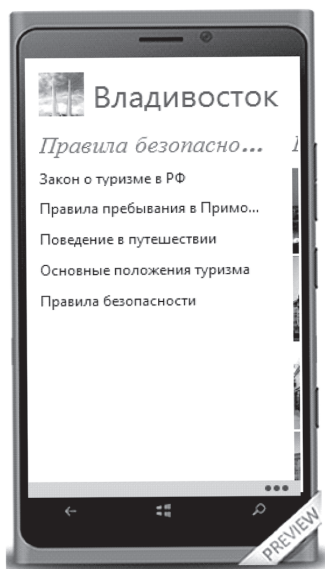 Владивосток
Правила безопасно...
Закон о туризме в РФ
Правила пребывания в Примо...
Поведение в путешествии
Основные положения туризма
Правила безопасности
PREVIEW